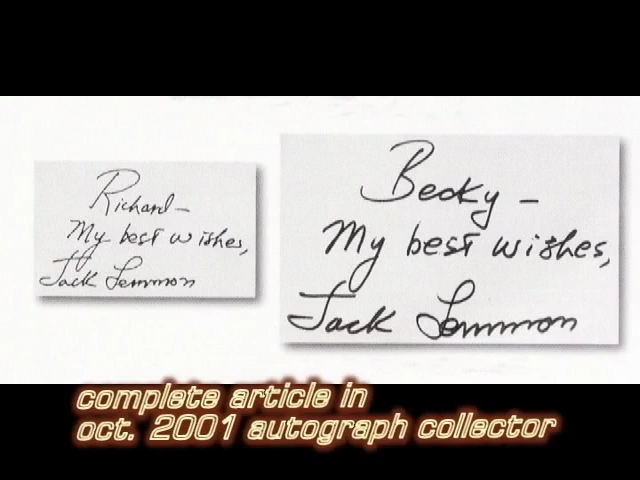 Richard—
My best wishes,
Jack Lemmon
Becky—
My best wishes,
Jack Lemmon
complete article in
oct. 2001 autograph collector